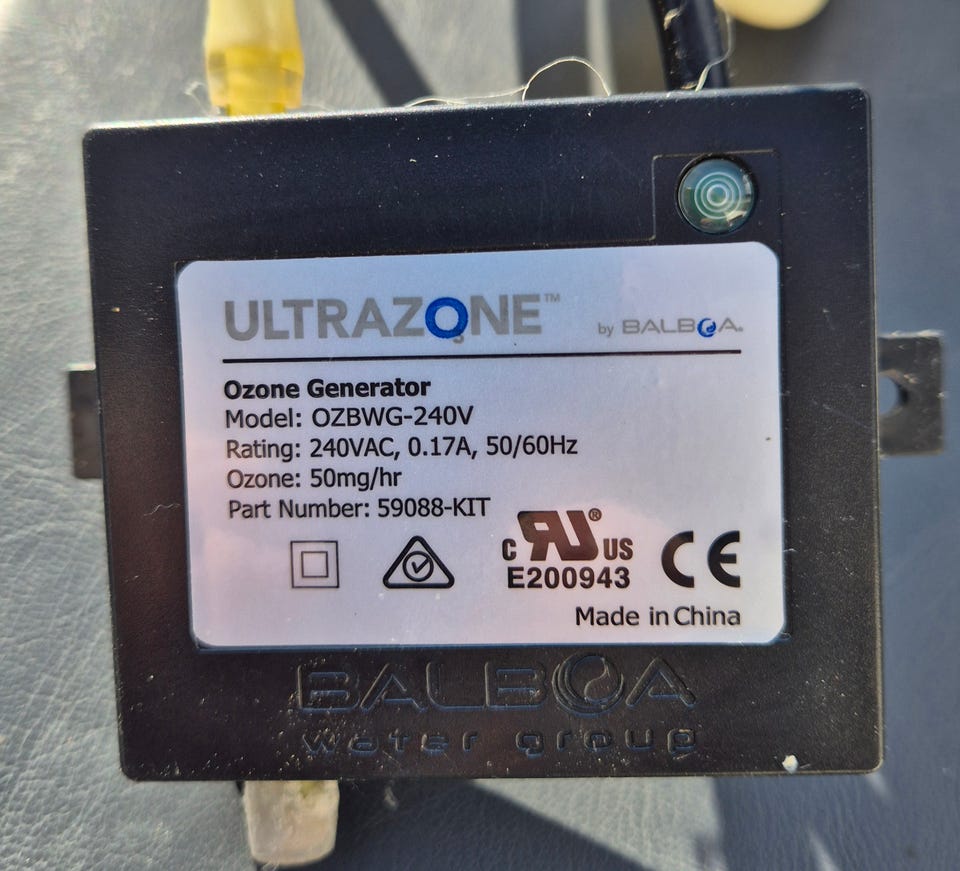 ULTRAZONE™
by BALBOA®
Ozone Generator
Model: OZBWG-240V
Rating: 240VAC, 0.17A, 50/60Hz
Ozone: 50mg/hr
Part Number: 59088-KIT
c RU® US
E200943
CE
Made in China
BALBOA
water group